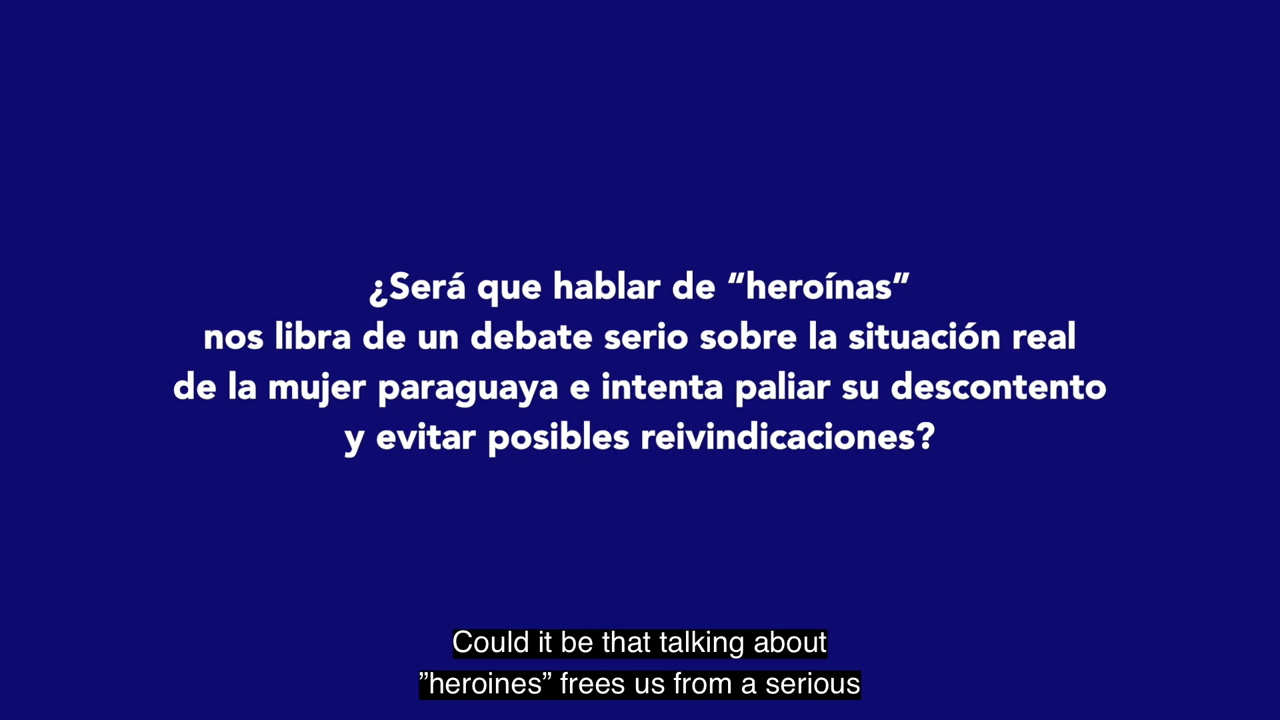 ¿Será que hablar de “heroínas”
nos libra de un debate serio sobre la situación real
de la mujer paraguaya e intenta paliar su descontento
y evitar posibles reivindicaciones?
Could it be that talking about
”heroines” frees us from a serious